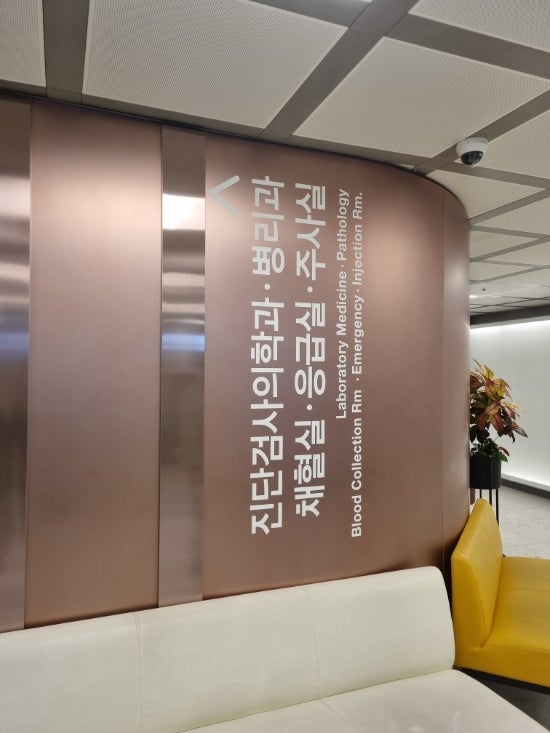 진단검사의학과·병리과
채혈실·응급실·주사실
Laboratory Medicine·Pathology
Blood Collection Rm ·Emergency·Injection Rm.